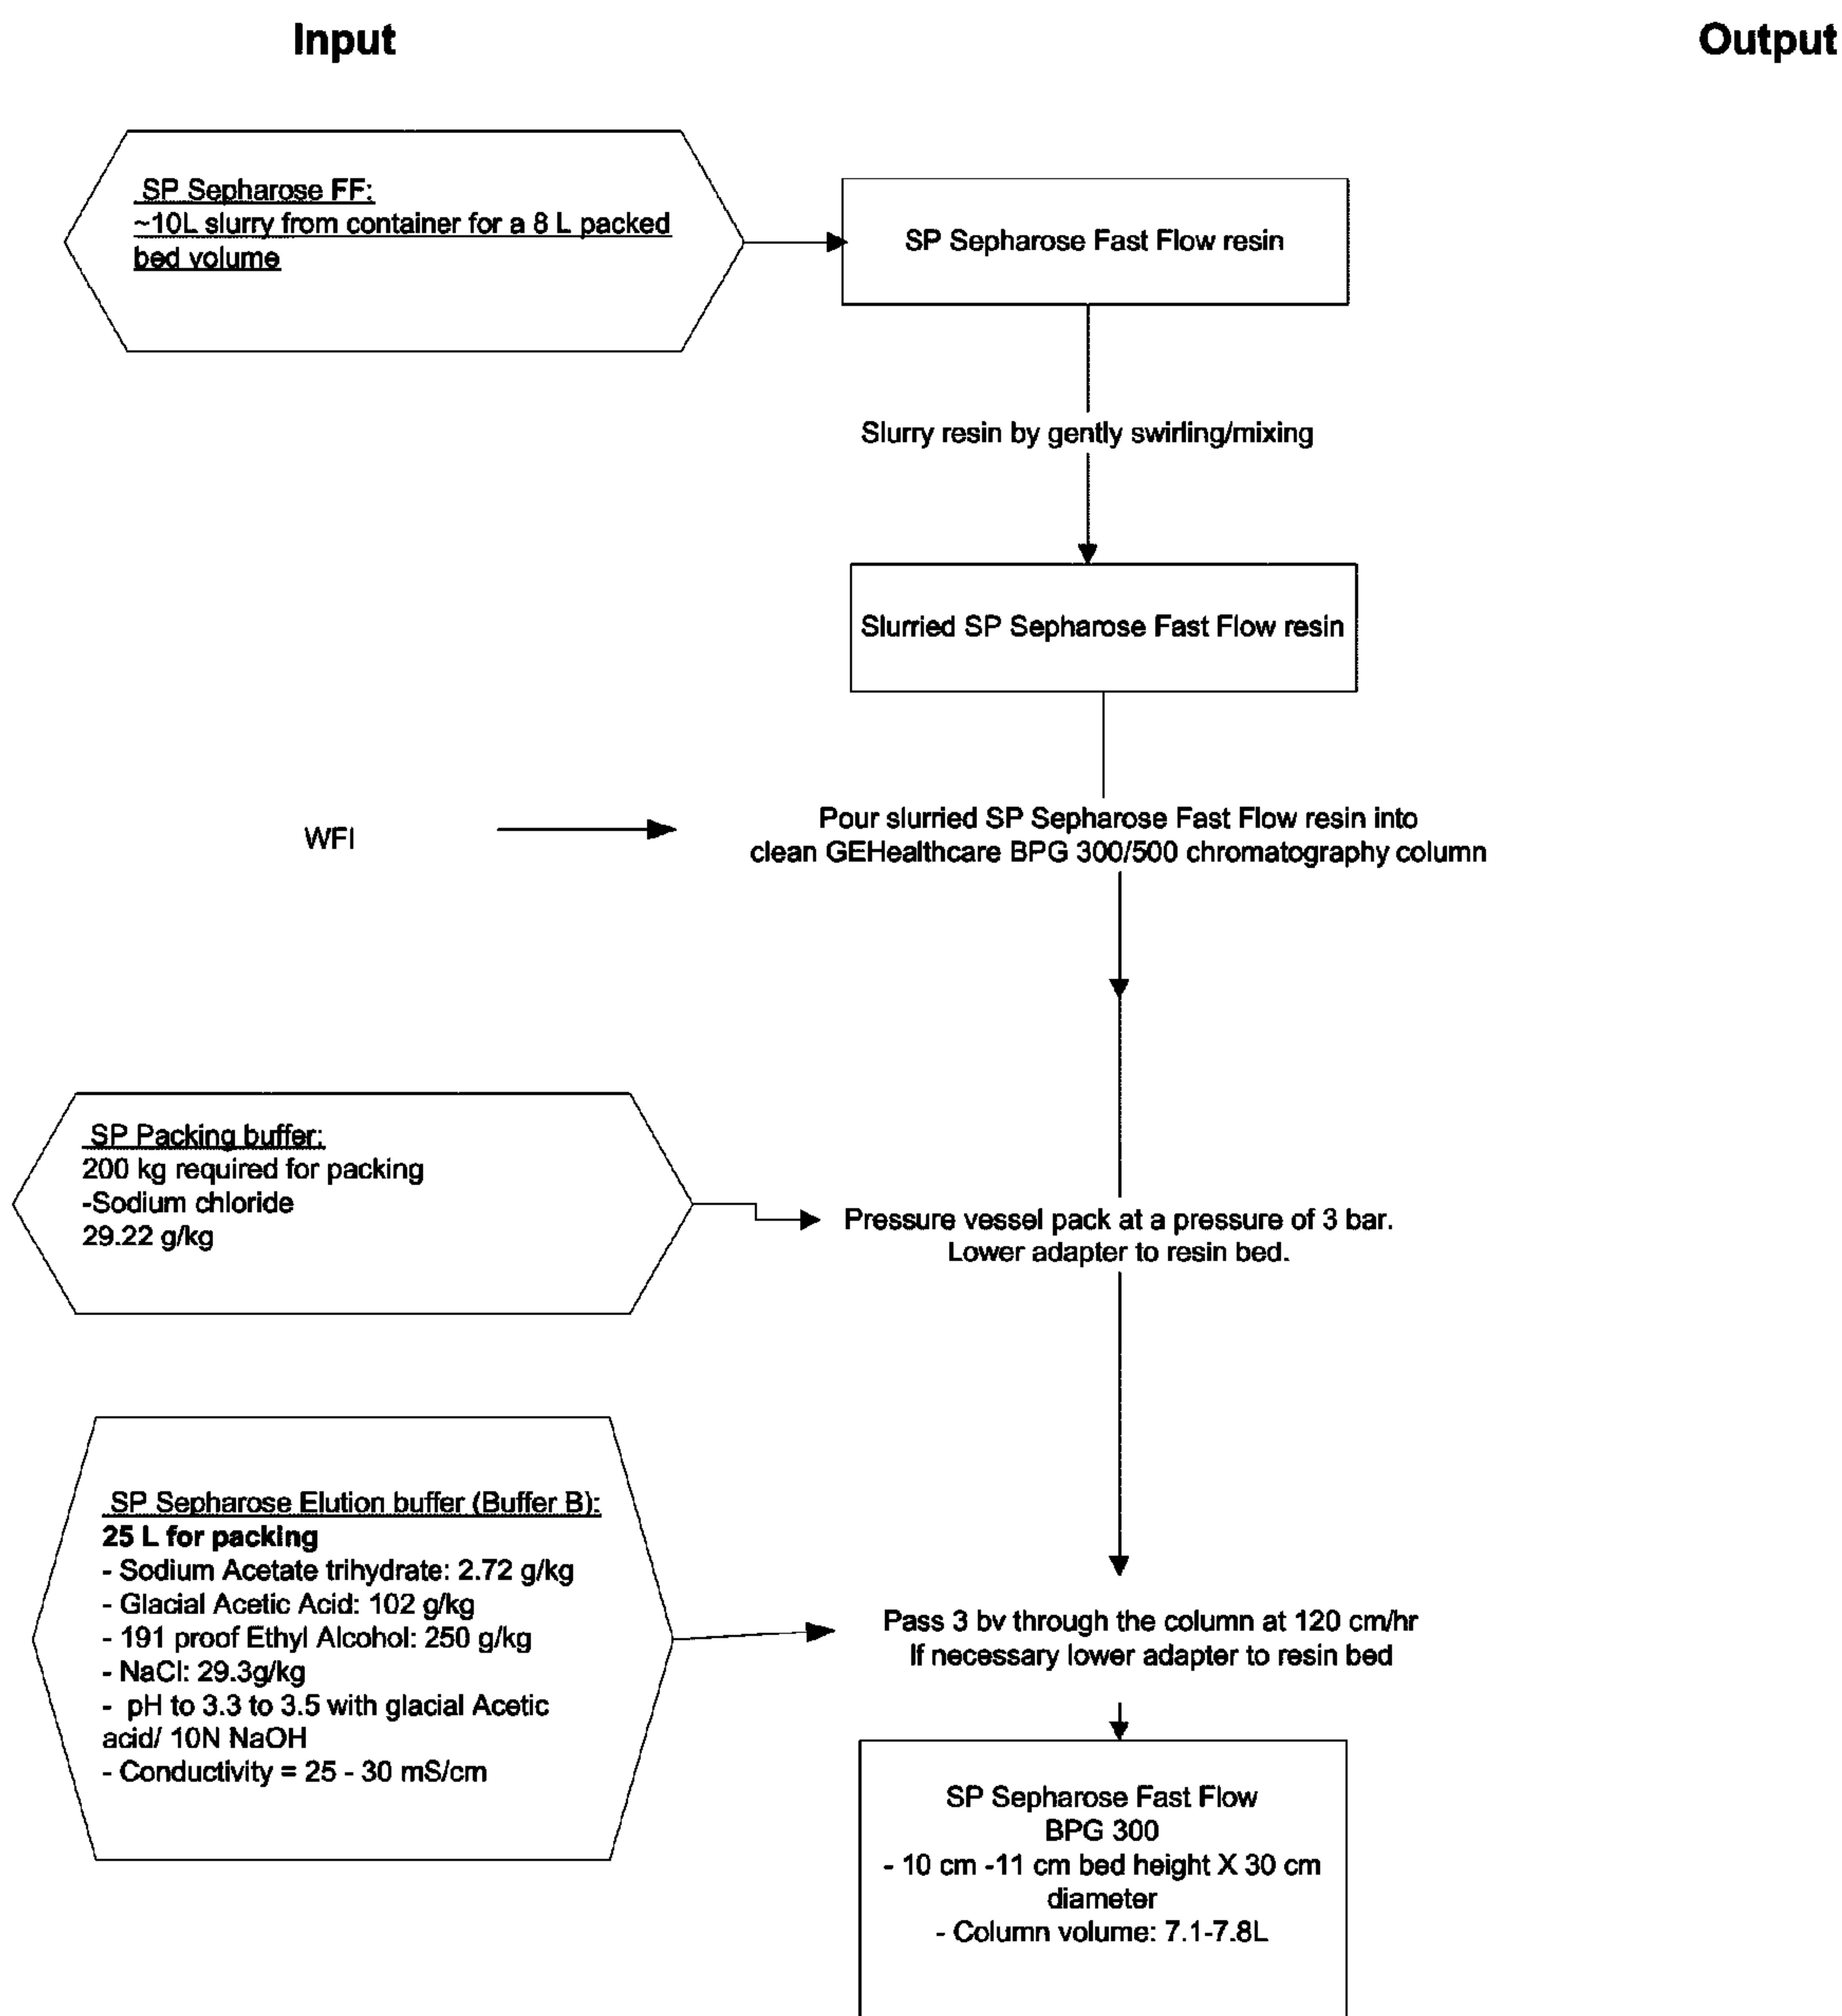 Input
Output
SP Sepharose FF:
~10L slurry from container for a 8 L packed
bed volume
SP Sepharose Fast Flow resin
Slurry resin by gently swirling/mixing
Slurried SP Sepharose Fast Flow resin
WFI
Pour slurried SP Sepharose Fast Flow resin into
clean GEHealthcare BPG 300/500 chromatography column
SP Packing buffer:
200 kg required for packing
-Sodium chloride
29.22 g/kg
Pressure vessel pack at a pressure of 3 bar.
Lower adapter to resin bed.
SP Sepharose Elution buffer (Buffer B):
25 L for packing
- Sodium Acetate trihydrate: 2.72 g/kg
- Glacial Acetic Acid: 102 g/kg
- 191 proof Ethyl Alcohol: 250 g/kg
- NaCl: 29.3g/kg
- pH to 3.3 to 3.5 with glacial Acetic
acid/ 10N NaOH
- Conductivity = 25 - 30 mS/cm
Pass 3 bv through the column at 120 cm/hr
If necessary lower adapter to resin bed
SP Sepharose Fast Flow
BPG 300
- 10 cm -11 cm bed height X 30 cm
diameter
- Column volume: 7.1-7.8L